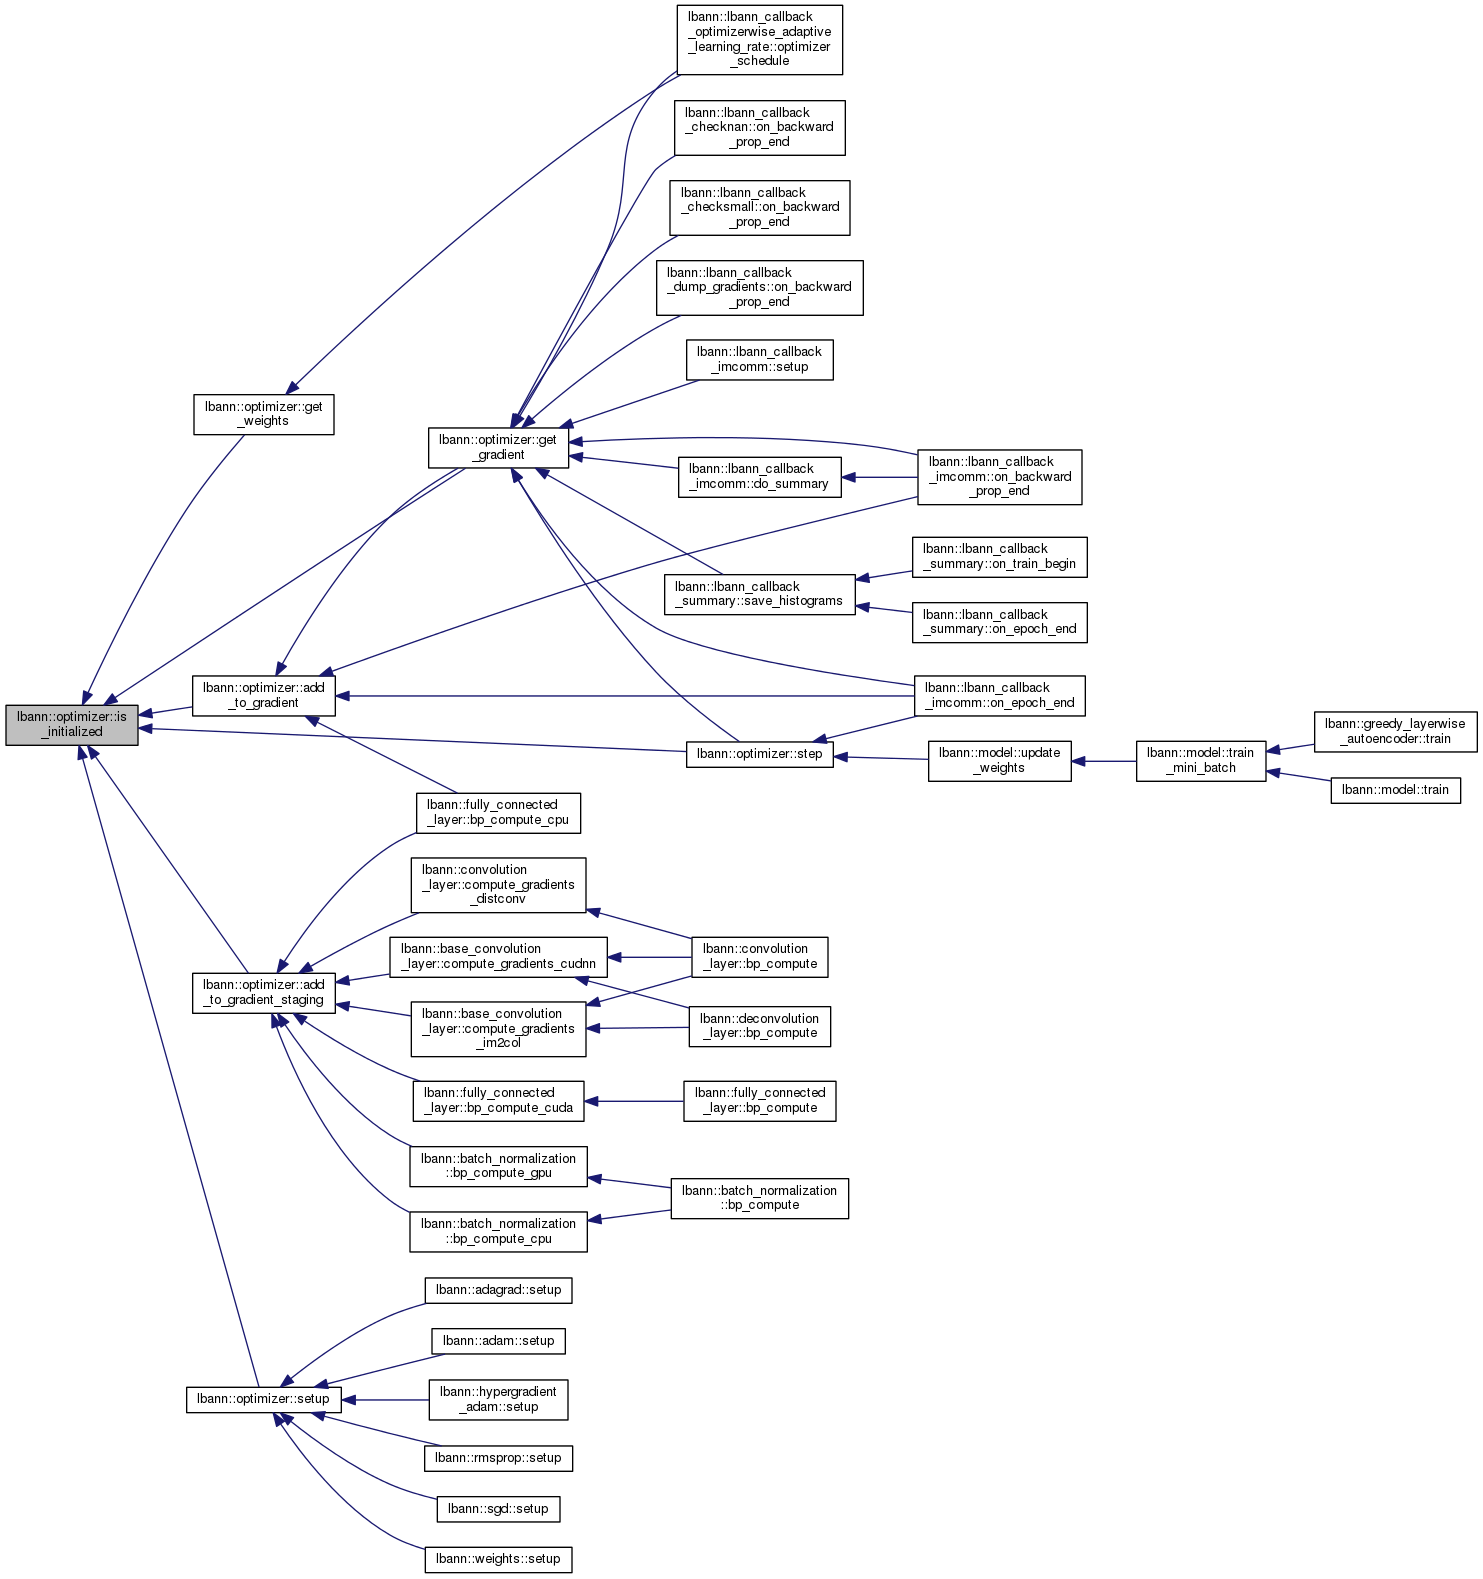 lbann::lbann_callback
_optimizerwise_adaptive
_learning_rate::optimizer
_schedule
lbann::lbann_callback
_checknan::on_backward
_prop_end
lbann::lbann_callback
_checksmall::on_backward
_prop_end
lbann::lbann_callback
_dump_gradients::on_backward
_prop_end
lbann::lbann_callback
_imcomm::setup
lbann::optimizer::get
_weights
lbann::optimizer::get
_gradient
lbann::lbann_callback
_imcomm::do_summary
lbann::lbann_callback
_imcomm::on_backward
_prop_end
lbann::lbann_callback
_summary::on_train_begin
lbann::lbann_callback
_summary::save_histograms
lbann::lbann_callback
_summary::on_epoch_end
lbann::optimizer::add
_to_gradient
lbann::lbann_callback
_imcomm::on_epoch_end
lbann::optimizer::is
_initialized
lbann::optimizer::step
lbann::model::update
_weights
lbann::model::train
_mini_batch
lbann::greedy_layerwise
_autoencoder::train
lbann::model::train
lbann::fully_connected
_layer::bp_compute_cpu
lbann::convolution
_layer::compute_gradients
_distconv
lbann::base_convolution
_layer::compute_gradients_cudnn
lbann::convolution
_layer::bp_compute
lbann::optimizer::add
_to_gradient_staging
lbann::base_convolution
_layer::compute_gradients
_im2col
lbann::deconvolution
_layer::bp_compute
lbann::fully_connected
_layer::bp_compute_cuda
lbann::fully_connected
_layer::bp_compute
lbann::batch_normalization
::bp_compute_gpu
lbann::batch_normalization
::bp_compute
lbann::batch_normalization
::bp_compute_cpu
lbann::adagrad::setup
lbann::adam::setup
lbann::optimizer::setup
lbann::hypergradient
_adam::setup
lbann::rmsprop::setup
lbann::sgd::setup
lbann::weights::setup